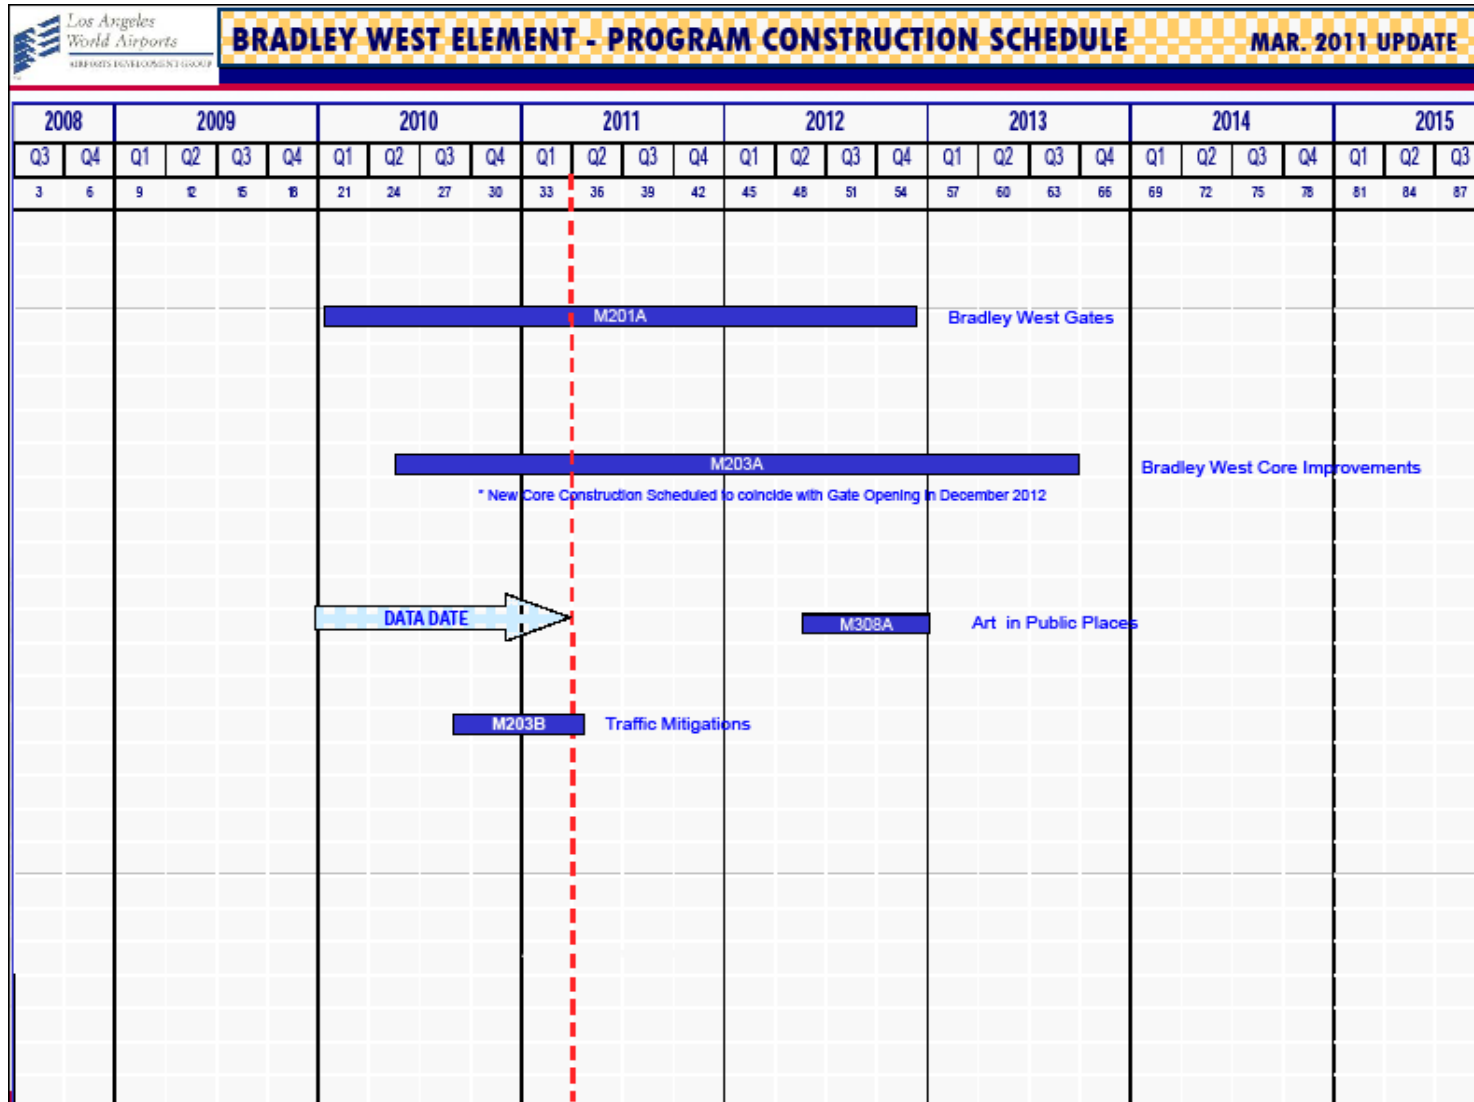 Los Angeles
World Airports
AIRPORTS DEVELOPMENT GROUP
BRADLEY WEST ELEMENT - PROGRAM CONSTRUCTION SCHEDULE
MAR. 2011 UPDATE
2008 2009 2010 2011 2012 2013 2014 2015
Q3 Q4 Q1 Q2 Q3 Q4 Q1 Q2 Q3 Q4 Q1 Q2 Q3 Q4 Q1 Q2 Q3 Q4 Q1 Q2 Q3 Q4 Q1 Q2 Q3 Q4 Q1 Q2 Q3
3 6 9 12 15 18 21 24 27 30 33 36 39 42 45 48 51 54 57 60 63 66 69 72 75 78 81 84 87
M201A Bradley West Gates
M203A Bradley West Core Improvements
* New Core Construction Scheduled to coincide with Gate Opening in December 2012
DATA DATE M308A Art in Public Places
M203B Traffic Mitigations